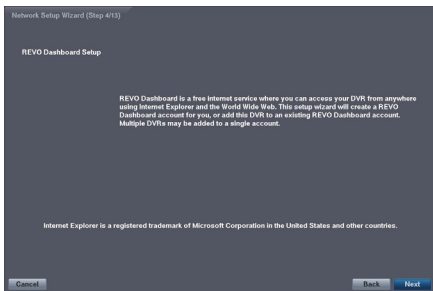 Network Setup Wizard (Step 4/13)
REVO Dashboard Setup
REVO Dashboard is a free internet service where you can access your DVR from anywhere
using Internet Explorer and the World Wide Web. This setup wizard will create a REVO
Dashboard account for you, or add this DVR to an existing REVO Dashboard account.
Multiple DVRs may be added to a single account.
Internet Explorer is a registered trademark of Microsoft Corporation in the United States and other countries.
Cancel
Back
Next